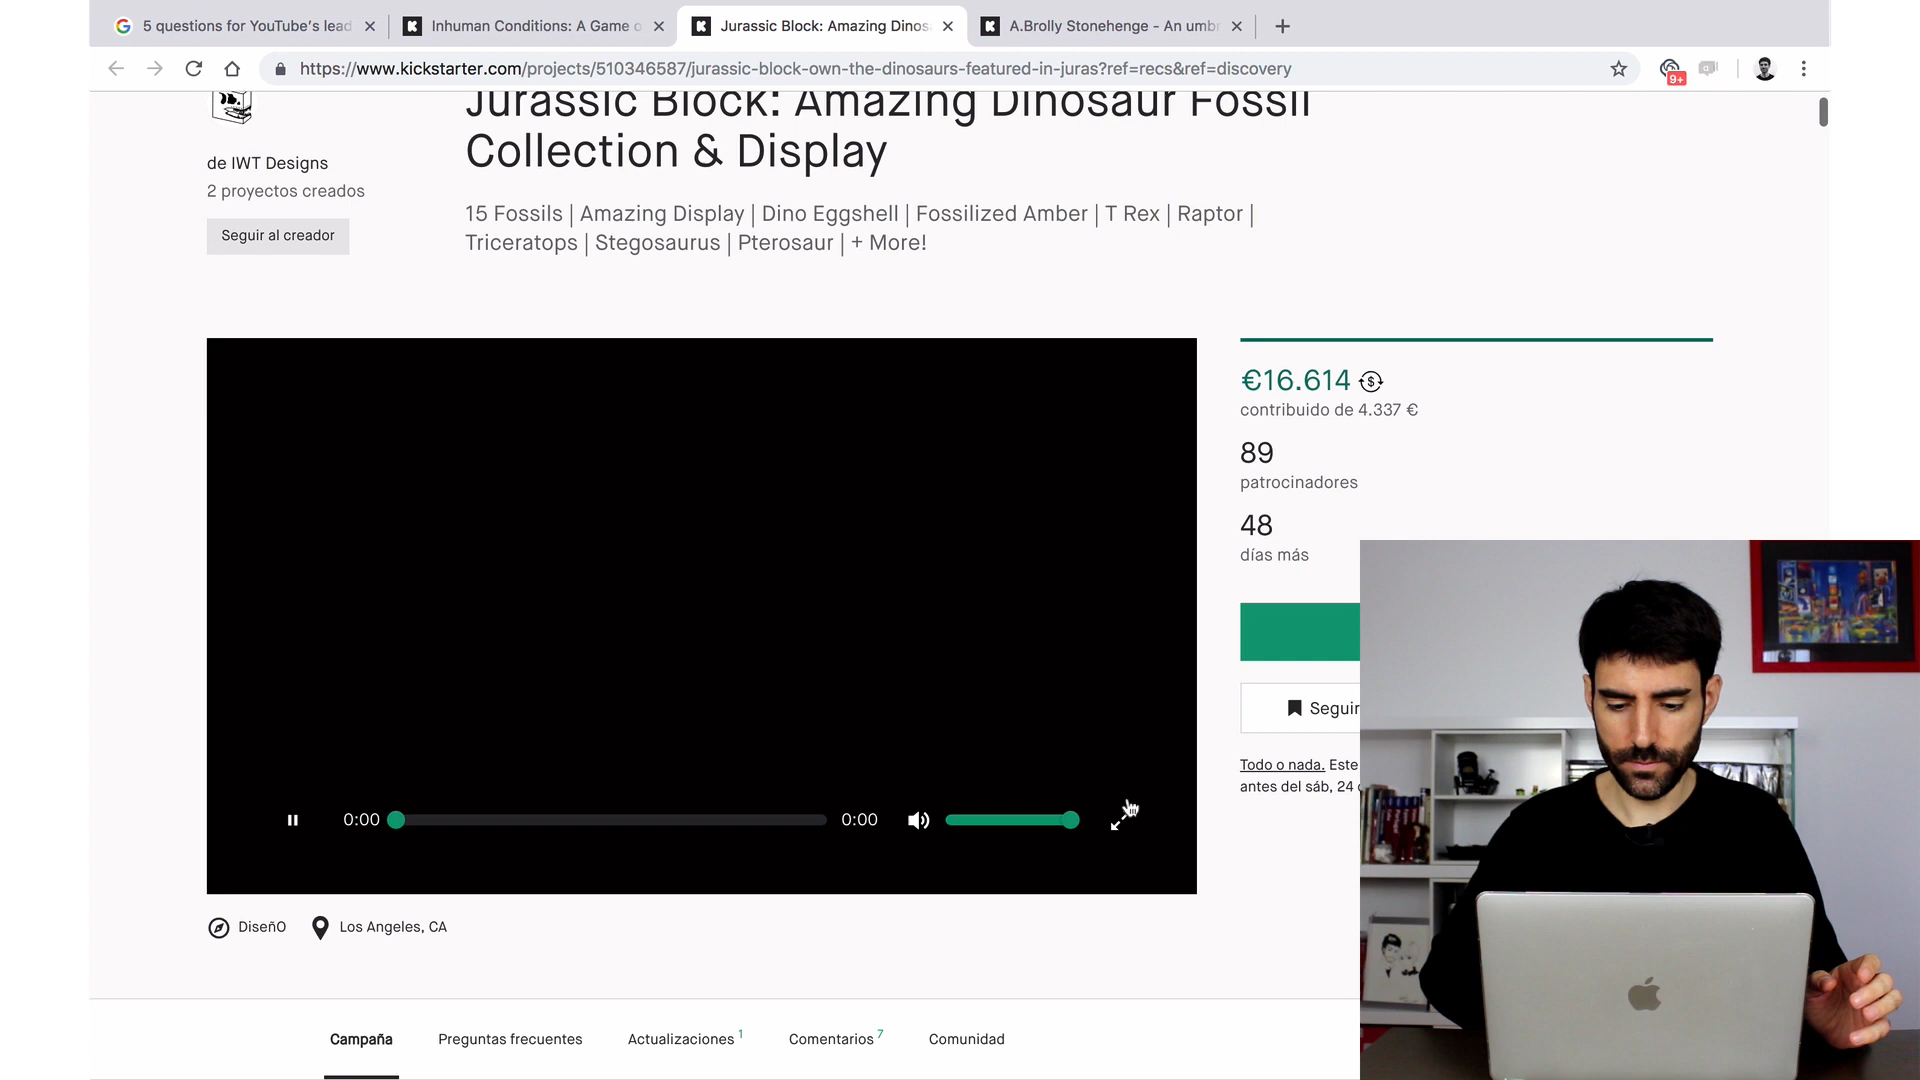 5 questions for YouTube's lead
Inhuman Conditions: A Game o
Jurassic Block: Amazing Dinos
A.Brolly Stonehenge - An umb
https://www.kickstarter.com/projects/510346587/jurassic-block-own-the-dinosaurs-featured-in-juras?ref=recs&ref=discovery
9+
Jurassic Block: Amazing Dinosaur Fossil
Collection & Display
de IWT Designs
2 proyectos creados
Seguir al creador
15 Fossils | Amazing Display | Dino Eggshell | Fossilized Amber | T Rex | Raptor |
Triceratops | Stegosaurus | Pterosaur | + More!
€16.614
contribuido de 4.337 €
89
patrocinadores
48
días más
Seguir
Todo o nada. Este
antes del sáb, 24
0:00
0:00
DiseñO
Los Angeles, CA
Campaña
Preguntas frecuentes
Actualizaciones 1
Comentarios 7
Comunidad